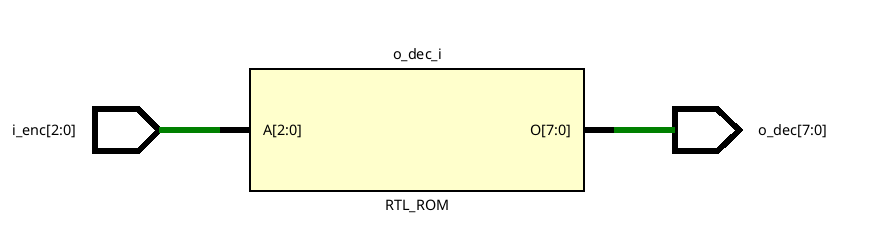 o_dec_i
i_enc[2:0]
A[2:0]
O[7:0]
o_dec[7:0]
RTL_ROM